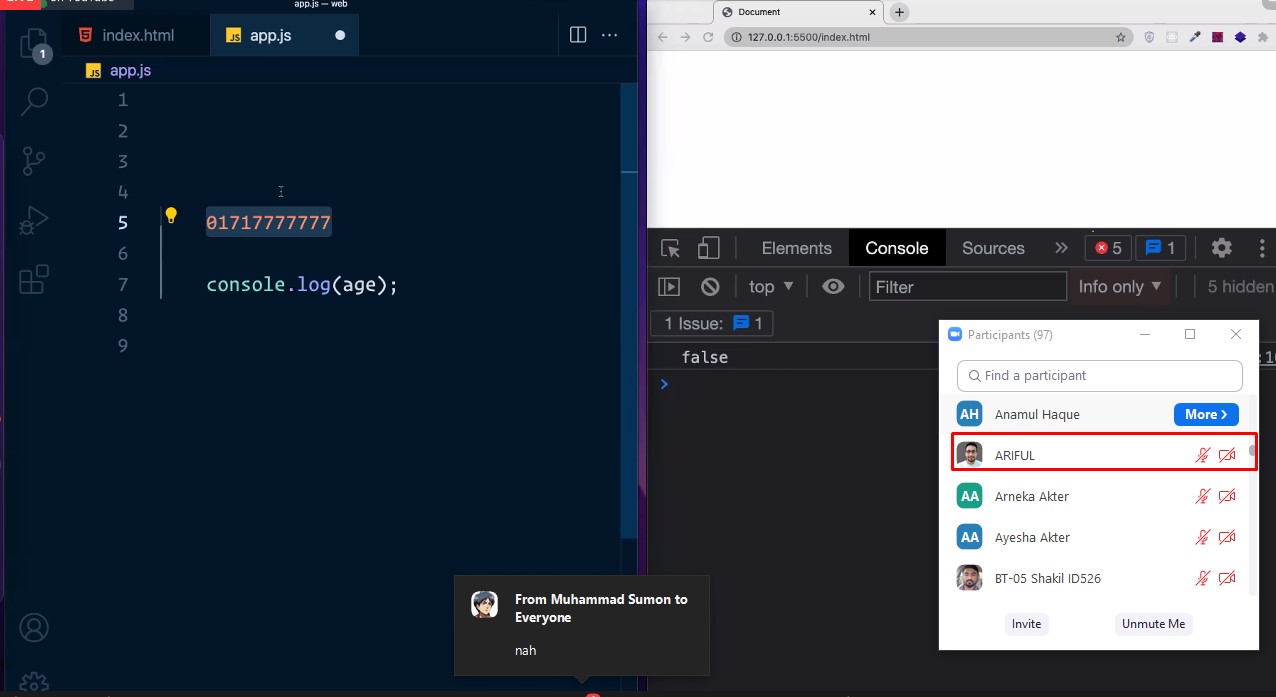 app.js — web
index.html
app.js
app.js
1
1
2
3
4
5 01717777777
6
7 console.log(age);
8
9
Document
127.0.0.1:5500/index.html
Elements Console Sources 5 1
top Filter Info only 5 hidden
1 Issue: 1
false
Participants (97)
Find a participant
AH Anamul Haque More
ARIFUL
AA Arneka Akter
AA Ayesha Akter
BT-05 Shakil ID526
Invite Unmute Me
From Muhammad Sumon to
Everyone
nah